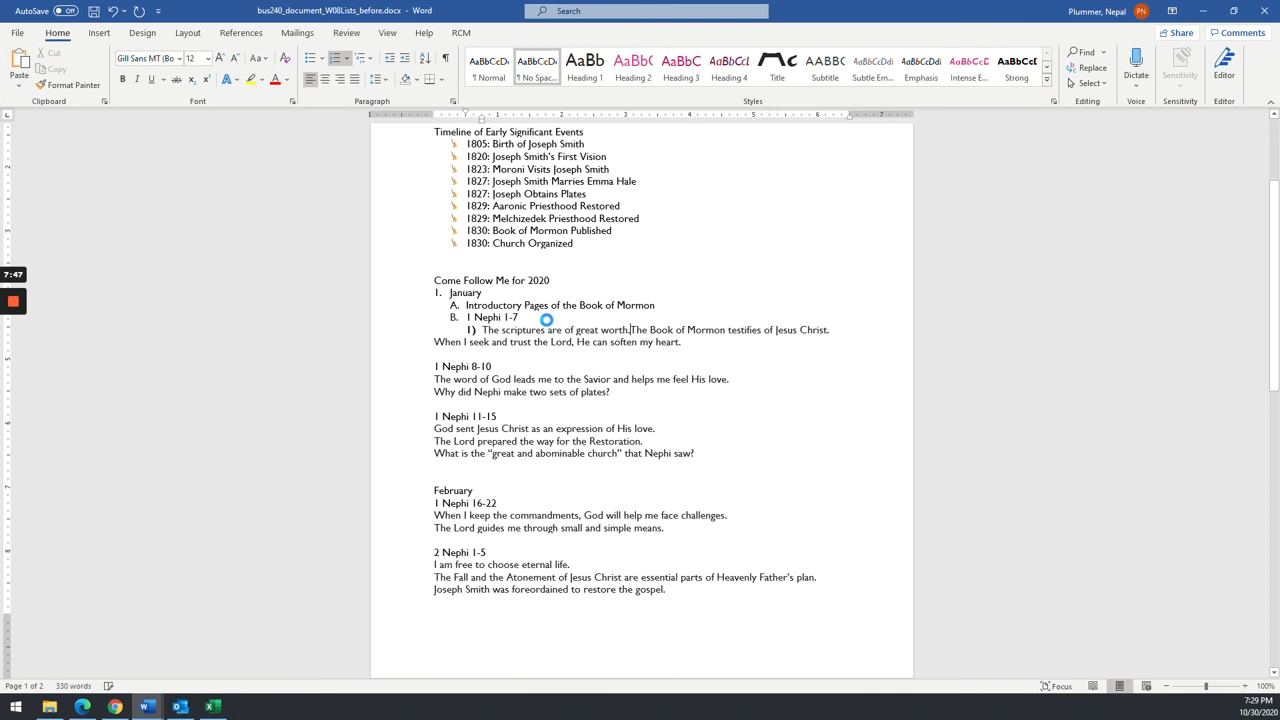 AutoSave Off
bus240_document_W08Lists_before.docx - Word
Search
Plummer, Nepal PN
File Home Insert Design Layout References Mailings Review View Help RCM
Share Comments
Paste
Cut
Copy
Format Painter
Clipboard
Gill Sans MT (Bo 12
Font
Paragraph
¶ Normal
¶ No Spac...
Heading 1
Heading 2
Heading 3
Heading 4
Title
Subtitle
Subtle Em...
Emphasis
Intense E...
Strong
Styles
Find
Replace
Select
Editing
Dictate
Voice
Sensitivity
Sensitivity
Editor
Editor
Timeline of Early Significant Events
1805: Birth of Joseph Smith
1820: Joseph Smith's First Vision
1823: Moroni Visits Joseph Smith
1827: Joseph Smith Marries Emma Hale
1827: Joseph Obtains Plates
1829: Aaronic Priesthood Restored
1829: Melchizedek Priesthood Restored
1830: Book of Mormon Published
1830: Church Organized
7:47
Come Follow Me for 2020
1. January
A. Introductory Pages of the Book of Mormon
B. 1 Nephi 1-7
1) The scriptures are of great worth.The Book of Mormon testifies of Jesus Christ.
When I seek and trust the Lord, He can soften my heart.
1 Nephi 8-10
The word of God leads me to the Savior and helps me feel His love.
Why did Nephi make two sets of plates?
1 Nephi 11-15
God sent Jesus Christ as an expression of His love.
The Lord prepared the way for the Restoration.
What is the “great and abominable church” that Nephi saw?
February
1 Nephi 16-22
When I keep the commandments, God will help me face challenges.
The Lord guides me through small and simple means.
2 Nephi 1-5
I am free to choose eternal life.
The Fall and the Atonement of Jesus Christ are essential parts of Heavenly Father’s plan.
Joseph Smith was foreordained to restore the gospel.
Page 1 of 2 330 words
Focus
100%
7:29 PM
10/30/2020